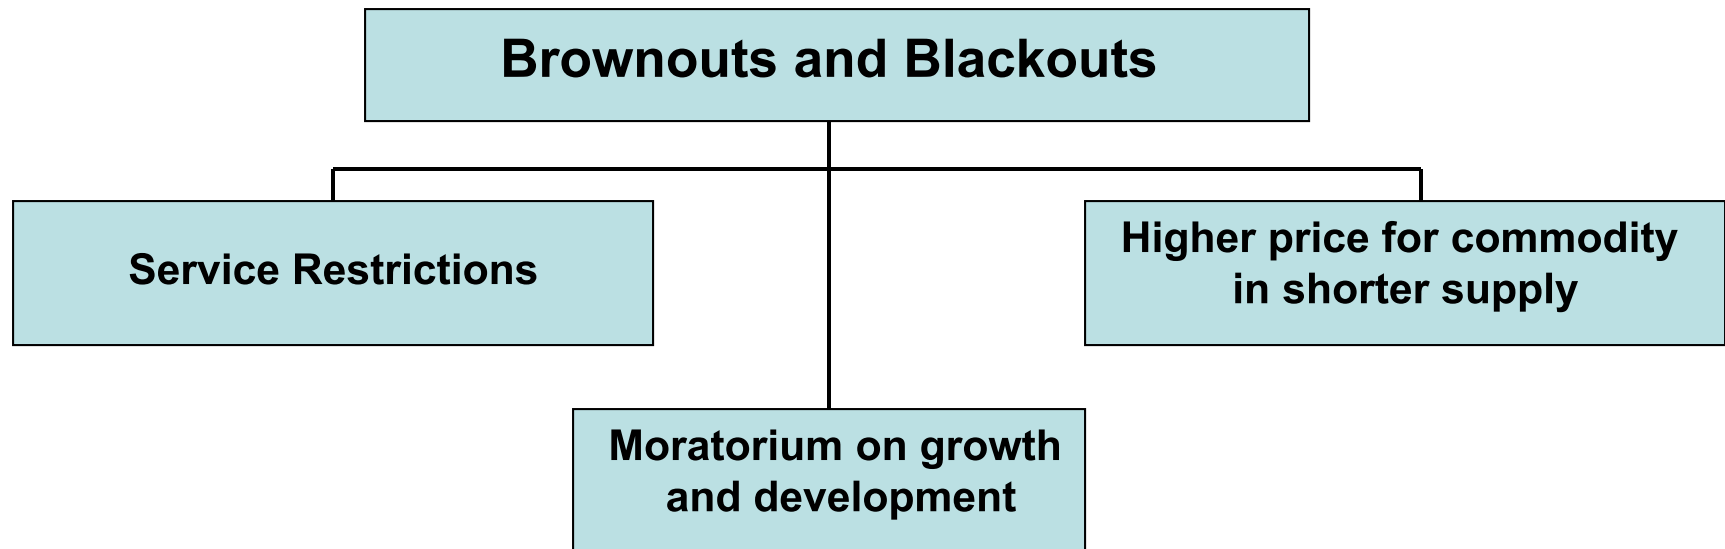 Brownouts and Blackouts
Service Restrictions
Higher price for commodity
in shorter supply
Moratorium on growth
and development